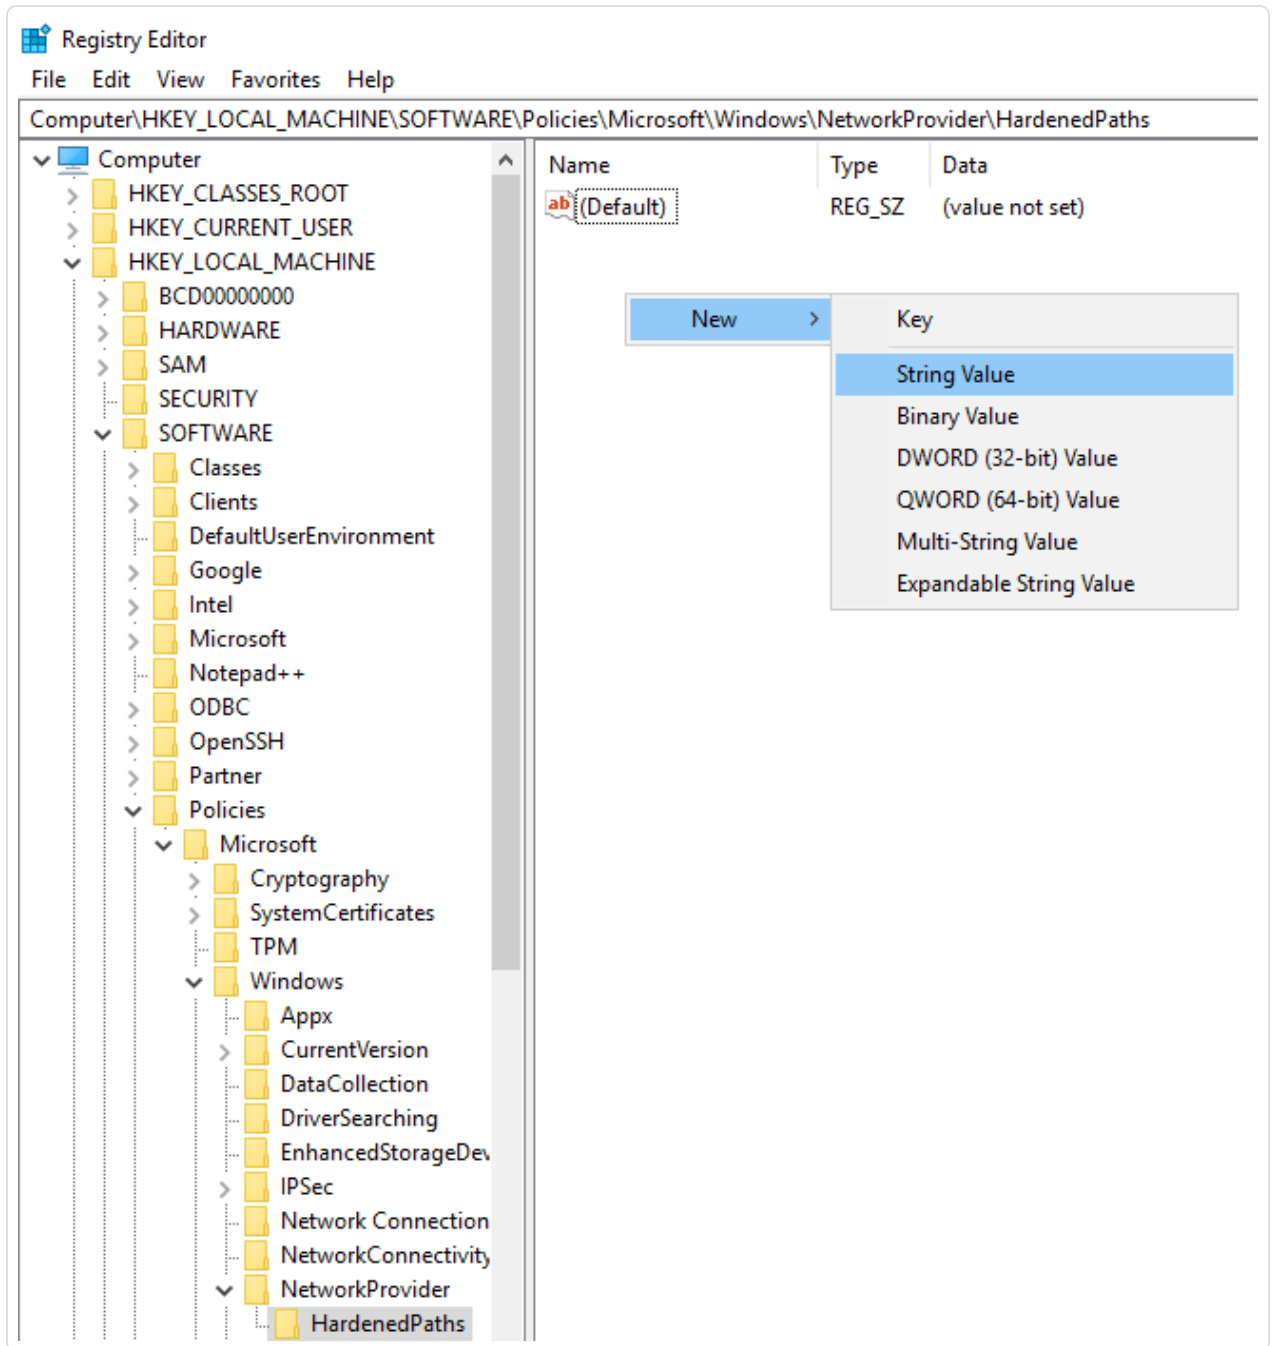 Registry Editor
File Edit View Favorites Help
Computer\HKEY_LOCAL_MACHINE\SOFTWARE\Policies\Microsoft\Windows\NetworkProvider\HardenedPaths
Computer
HKEY_CLASSES_ROOT
HKEY_CURRENT_USER
HKEY_LOCAL_MACHINE
BCD00000000
HARDWARE
SAM
SECURITY
SOFTWARE
Classes
Clients
DefaultUserEnvironment
Google
Intel
Microsoft
Notepad++
ODBC
OpenSSH
Partner
Policies
Microsoft
Cryptography
SystemCertificates
TPM
Windows
Appx
CurrentVersion
DataCollection
DriverSearching
EnhancedStorageDev
IPSec
Network Connection
NetworkConnectivity
NetworkProvider
HardenedPaths
Name Type Data
ab (Default) REG_SZ (value not set)
New
Key
String Value
Binary Value
DWORD (32-bit) Value
QWORD (64-bit) Value
Multi-String Value
Expandable String Value